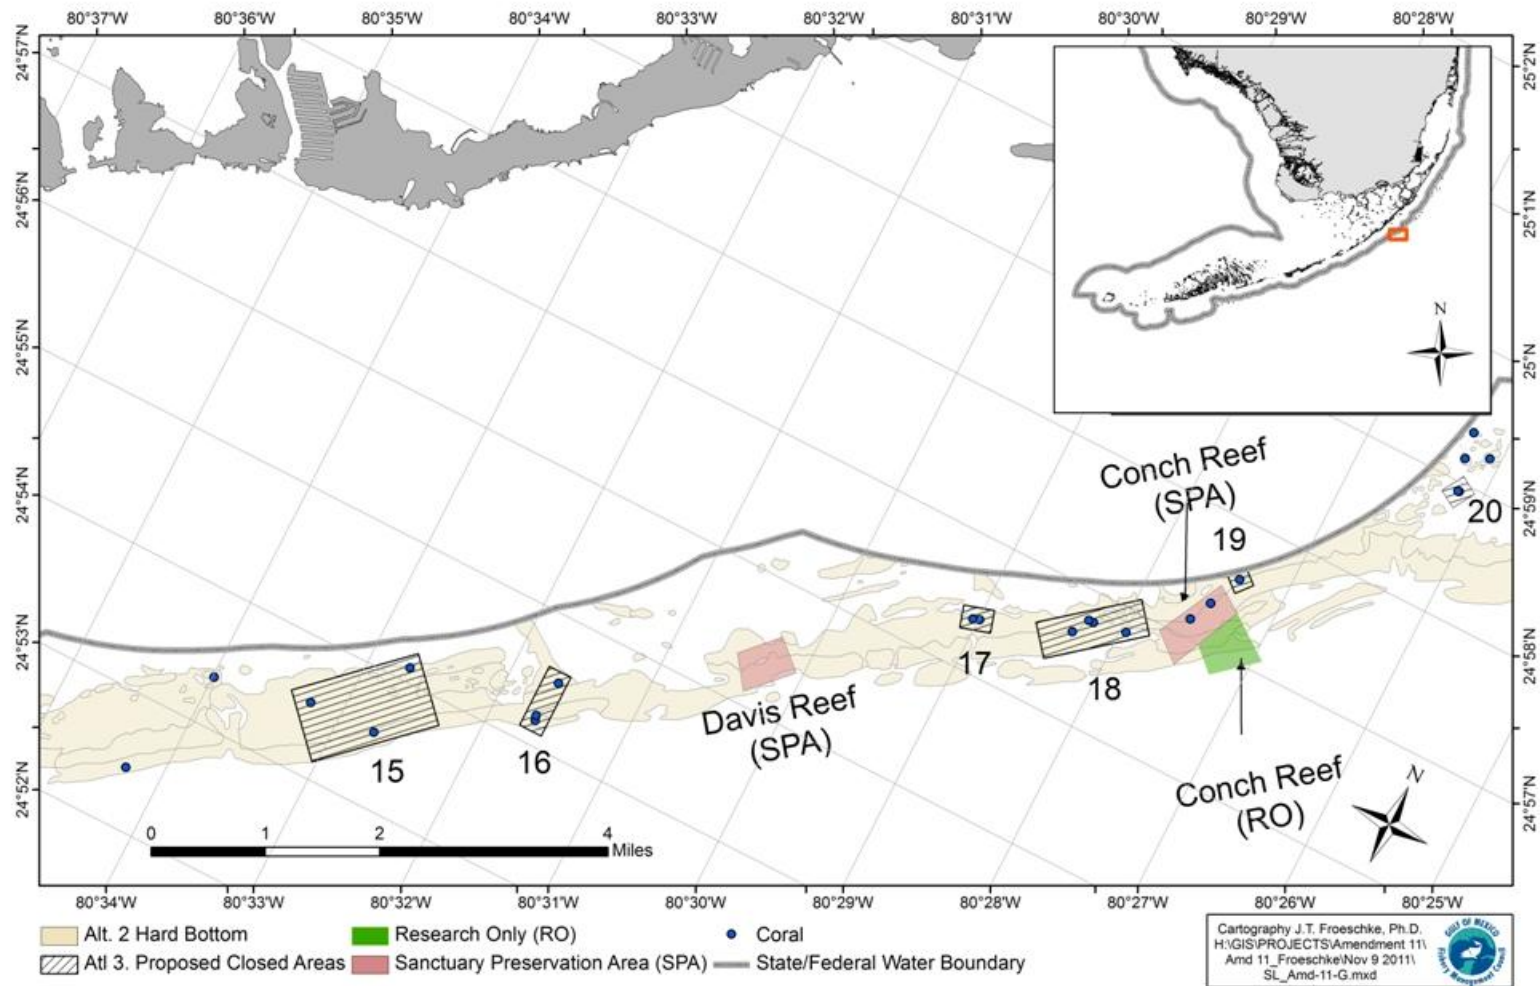 80°37'W 80°36'W 80°35'W 80°34'W 80°33'W 80°32'W 80°31'W 80°30'W 80°29'W 80°28'W
24°57'N
24°56'N
24°55'N
24°54'N
24°53'N
24°52'N
25°2'N
25°1'N
25°N
24°59'N
24°58'N
24°57'N
N
Conch Reef
(SPA)
19
20
17
18
Davis Reef
(SPA)
15
16
Conch Reef
(RO)
N
0 1 2 4
Miles
80°34'W 80°33'W 80°32'W 80°31'W 80°30'W 80°29'W 80°28'W 80°27'W 80°26'W 80°25'W
Alt. 2 Hard Bottom
Research Only (RO)
Coral
Atl 3. Proposed Closed Areas
Sanctuary Preservation Area (SPA)
State/Federal Water Boundary
Cartography J.T. Froeschke, Ph.D.
H:\GIS\PROJECTS\Amendment 11\
Amd 11_Froeschke\Nov 9 2011\
SL_Amd-11-G.mxd
GULF OF MEXICO
Fishery Management Council